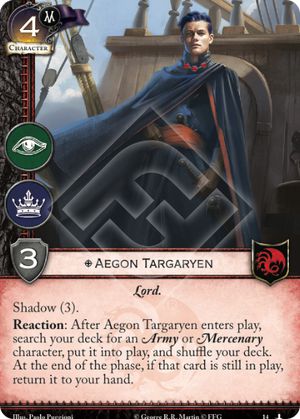 4
CHARACTER
3
AEGON TARGARYEN
Lord.
Shadow (3).
Reaction: After Aegon Targaryen enters play,
search your deck for an Army or Mercenary
character, put it into play, and shuffle your deck.
At the end of the phase, if that card is still in play,
return it to your hand.
Illus. Paolo Puggioni © George R.R. Martin © FFG 14